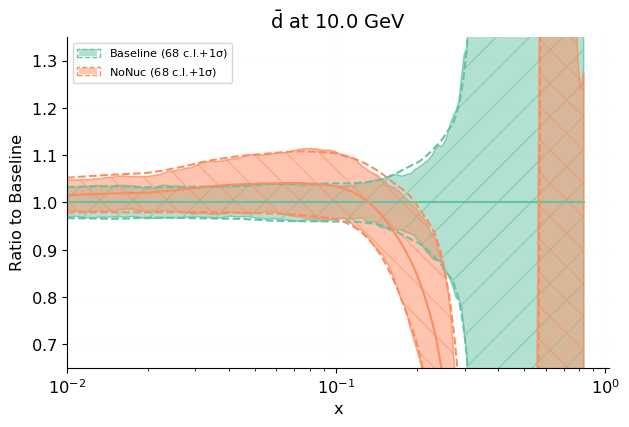 d̄ at 10.0 GeV
Baseline (68 c.l.+1σ)
NoNuc (68 c.l.+1σ)
Ratio to Baseline
1.3
1.2
1.1
1.0
0.9
0.8
0.7
10⁻² 10⁻¹ 10⁰
x